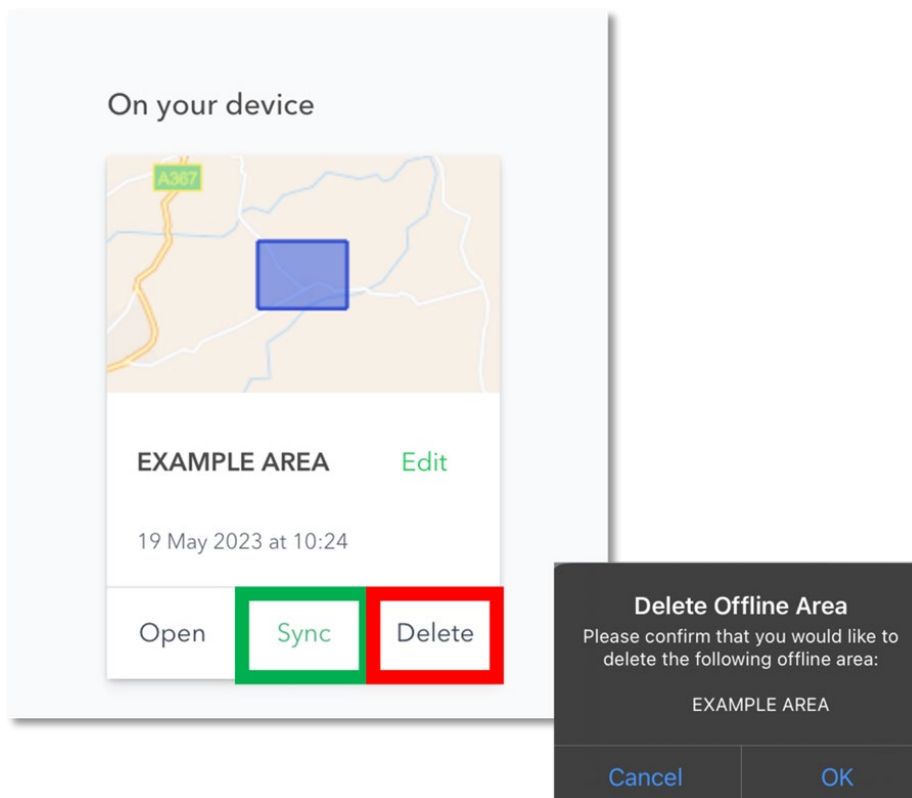 On your device
A367
EXAMPLE AREA Edit
19 May 2023 at 10:24
Open Sync Delete
Delete Offline Area
Please confirm that you would like to
delete the following offline area:
EXAMPLE AREA
Cancel OK